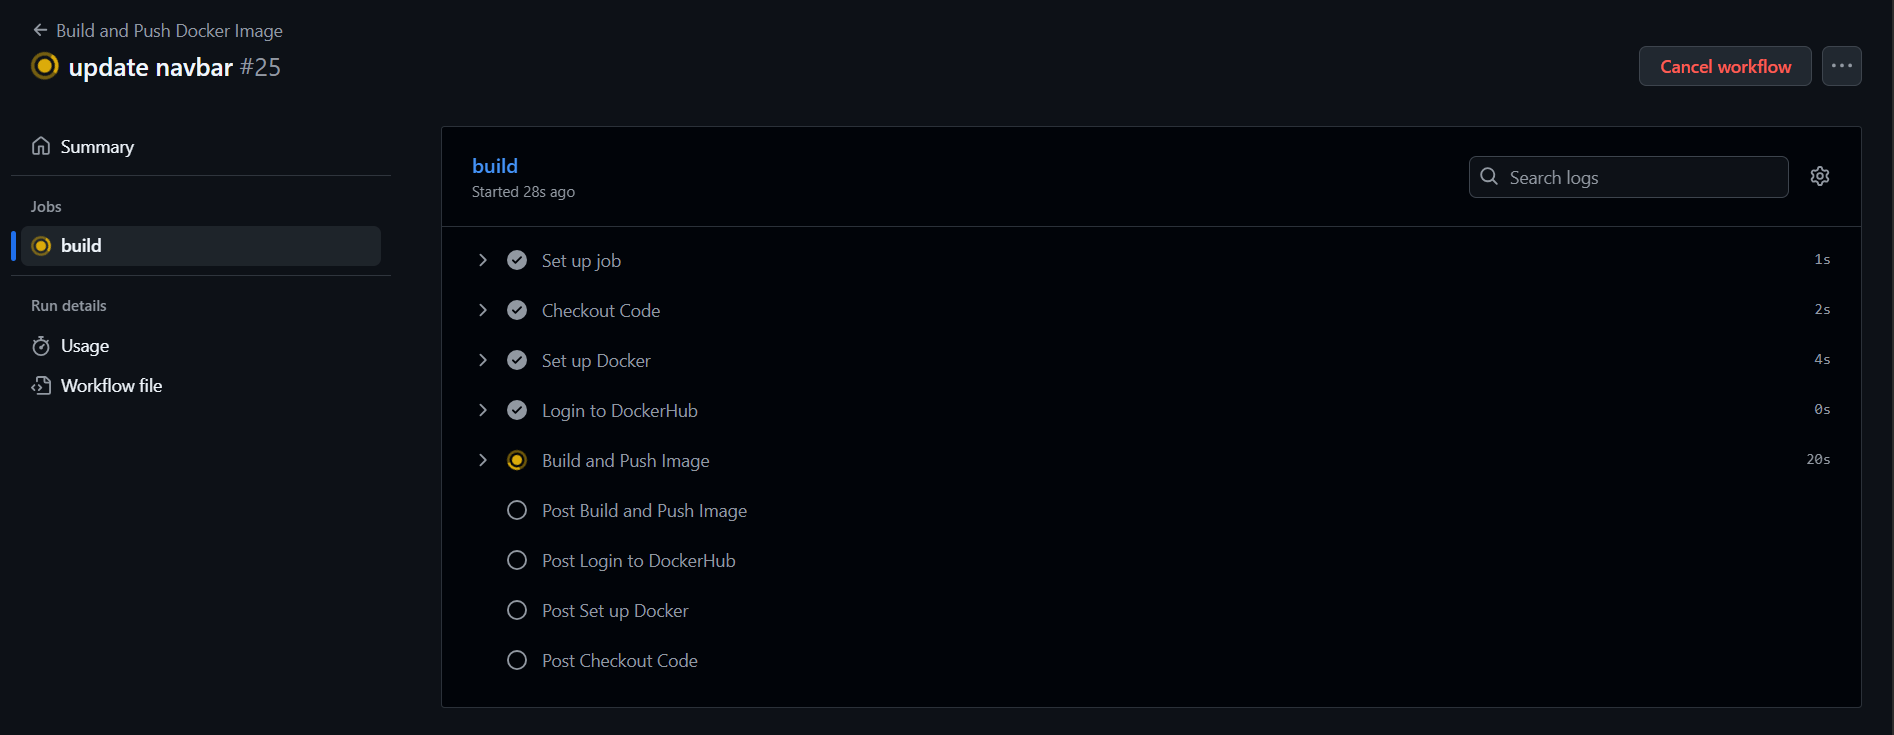 Build and Push Docker Image
update navbar #25
Cancel workflow
Summary
Jobs
build
Run details
Usage
Workflow file
build
Started 28s ago
Search logs
Set up job 1s
Checkout Code 2s
Set up Docker 4s
Login to DockerHub 0s
Build and Push Image 20s
Post Build and Push Image
Post Login to DockerHub
Post Set up Docker
Post Checkout Code